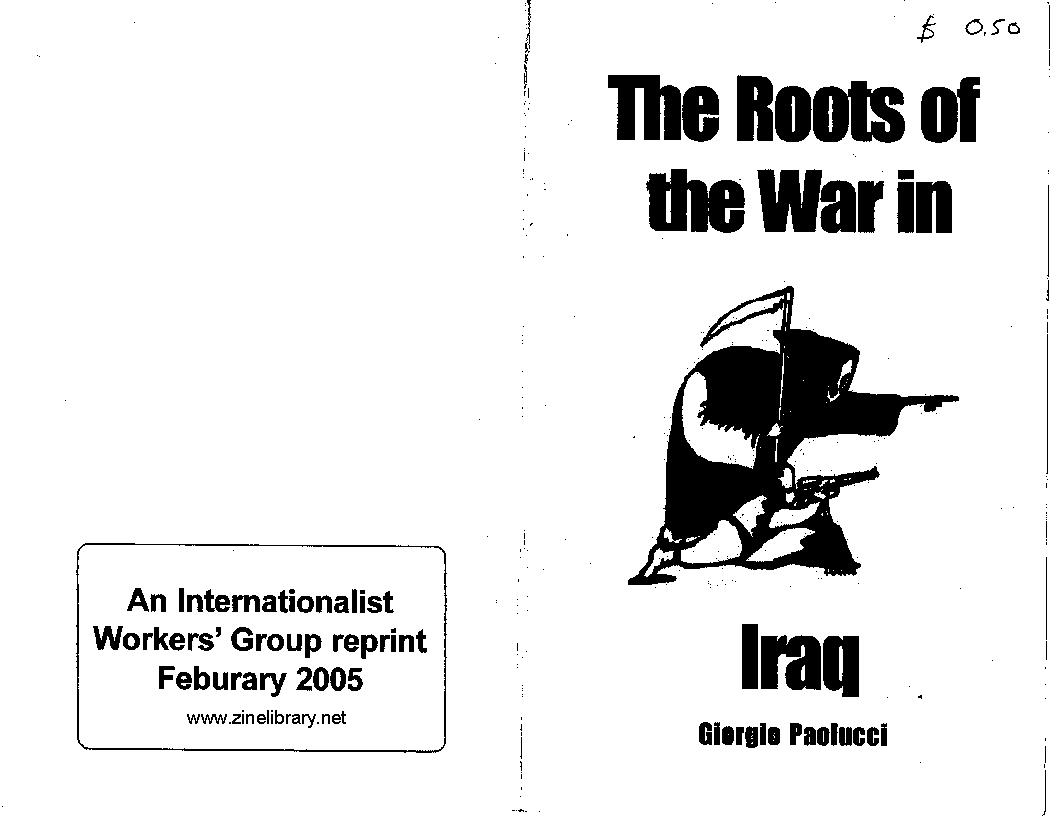 An Internationalist
Workers' Group reprint
Feburary 2005
www.zinelibrary.net
$ 0.50
The Roots of
the War in
Iraq
Giorgio Paolucci